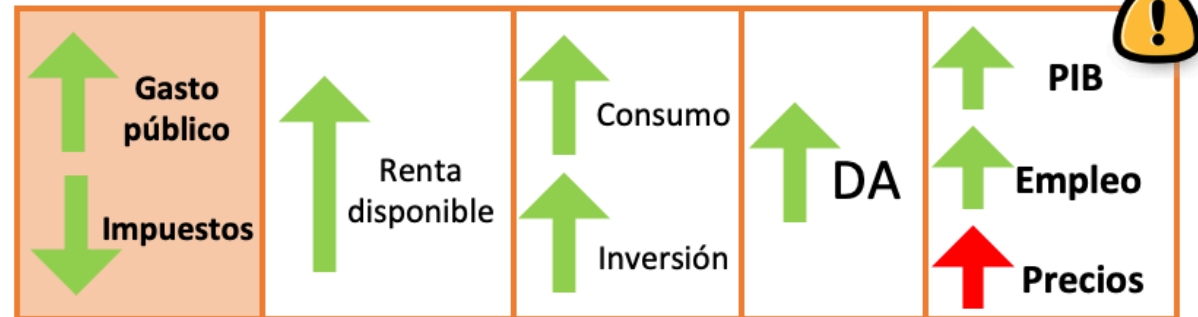 Gasto
público
Impuestos
Renta
disponible
Consumo
Inversión
DA
PIB
Empleo
Precios
!